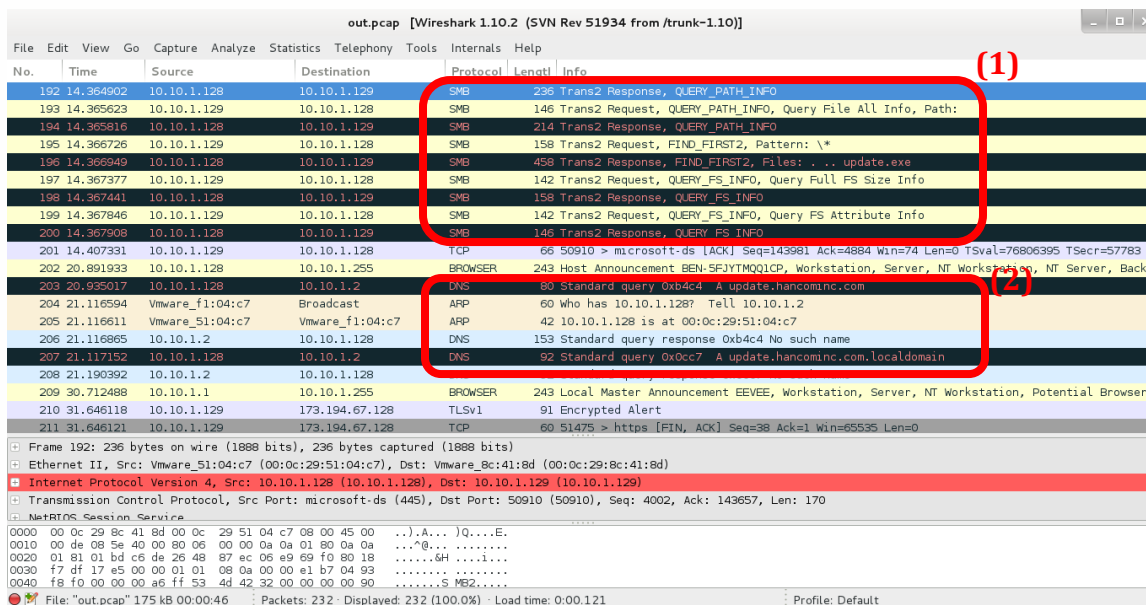 out.pcap [Wireshark 1.10.2 (SVN Rev 51934 from /trunk-1.10)]
File Edit View Go Capture Analyze Statistics Telephony Tools Internals Help
No. Time Source Destination Protocol Lengtl Info
(1)
192 14.364902 10.10.1.128 10.10.1.129 SMB 236 Trans2 Response, QUERY_PATH_INFO
193 14.365623 10.10.1.129 10.10.1.128 SMB 146 Trans2 Request, QUERY_PATH_INFO, Query File All Info, Path:
194 14.365816 10.10.1.128 10.10.1.129 SMB 214 Trans2 Response, QUERY_PATH_INFO
195 14.366726 10.10.1.129 10.10.1.128 SMB 158 Trans2 Request, FIND_FIRST2, Pattern: \*
196 14.366949 10.10.1.128 10.10.1.129 SMB 458 Trans2 Response, FIND_FIRST2, Files: . .. update.exe
197 14.367377 10.10.1.129 10.10.1.128 SMB 142 Trans2 Request, QUERY_FS_INFO, Query Full FS Size Info
198 14.367441 10.10.1.128 10.10.1.129 SMB 158 Trans2 Response, QUERY_FS_INFO
199 14.367846 10.10.1.129 10.10.1.128 SMB 142 Trans2 Request, QUERY_FS_INFO, Query FS Attribute Info
200 14.367908 10.10.1.128 10.10.1.129 SMB 146 Trans2 Response, QUERY FS INFO
201 14.407331 10.10.1.129 10.10.1.128 TCP 66 50910 > microsoft-ds [ACK] Seq=143981 Ack=4884 Win=74 Len=0 TSval=76806395 TSecr=57783
202 20.891933 10.10.1.128 10.10.1.255 BROWSER 243 Host Announcement BEN-5FJYTMQQ1CP, Workstation, Server, NT Workstation, NT Server, Back
(2)
203 20.935017 10.10.1.128 10.10.1.2 DNS 80 Standard query 0xb4c4 A update.hancominc.com
204 21.116594 Vmware_f1:04:c7 Broadcast ARP 60 Who has 10.10.1.128? Tell 10.10.1.2
205 21.116611 Vmware_51:04:c7 Vmware_f1:04:c7 ARP 42 10.10.1.128 is at 00:0c:29:51:04:c7
206 21.116865 10.10.1.2 10.10.1.128 DNS 153 Standard query response 0xb4c4 No such name
207 21.117152 10.10.1.128 10.10.1.2 DNS 92 Standard query 0x0cc7 A update.hancominc.com.localdomain
208 21.190392 10.10.1.2 10.10.1.128
209 30.712488 10.10.1.1 10.10.1.255 BROWSER 243 Local Master Announcement EEVEE, Workstation, Server, NT Workstation, Potential Browser
210 31.646118 10.10.1.129 173.194.67.128 TLSv1 91 Encrypted Alert
211 31.646121 10.10.1.129 173.194.67.128 TCP 60 51475 > https [FIN, ACK] Seq=38 Ack=1 Win=65535 Len=0
Frame 192: 236 bytes on wire (1888 bits), 236 bytes captured (1888 bits)
Ethernet II, Src: Vmware_51:04:c7 (00:0c:29:51:04:c7), Dst: Vmware_8c:41:8d (00:0c:29:8c:41:8d)
Internet Protocol Version 4, Src: 10.10.1.128 (10.10.1.128), Dst: 10.10.1.129 (10.10.1.129)
Transmission Control Protocol, Src Port: microsoft-ds (445), Dst Port: 50910 (50910), Seq: 4002, Ack: 143657, Len: 170
NetBIOS Session Service
0000 00 0c 29 8c 41 8d 00 0c 29 51 04 c7 08 00 45 00 ..).A... )Q....E.
0010 00 de 08 5e 40 00 80 06 00 00 0a 0a 01 80 0a 0a ...^@... ........
0020 01 81 01 bd c6 de 26 48 87 ec 06 e9 69 f0 80 18 ......&H ....i...
0030 f7 df 17 e5 00 00 01 01 08 0a 00 00 e1 b7 04 93 ........ ........
0040 f8 f0 00 00 00 a6 ff 53 4d 42 32 00 00 00 00 90 .......S MB2.....
File: "out.pcap" 175 kB 00:00:46 Packets: 232 · Displayed: 232 (100.0%) · Load time: 0:00.121 Profile: Default